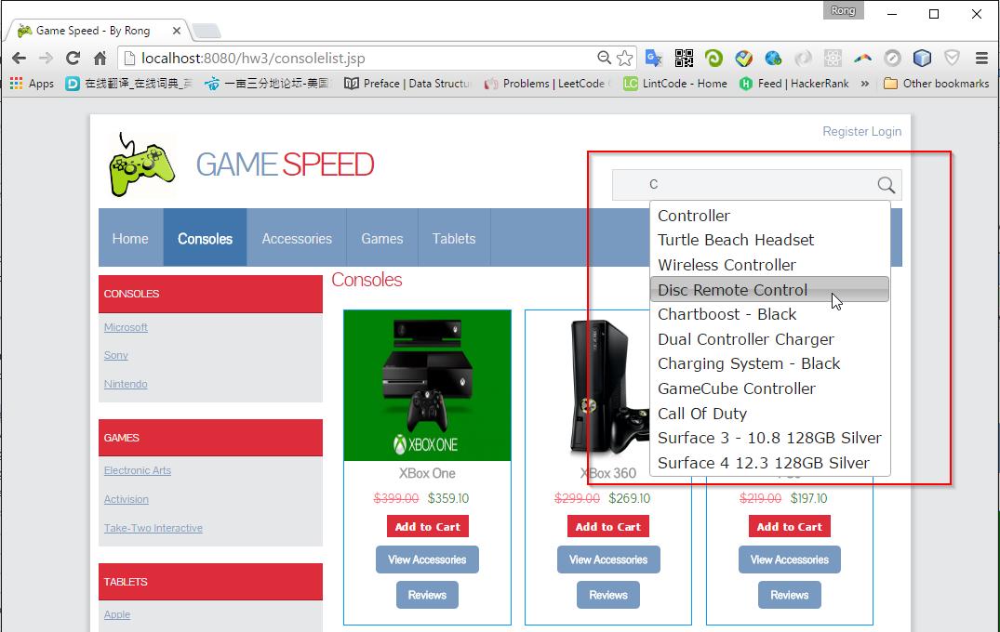 Rong
Game Speed - By Rong
localhost:8080/hw3/consolelist.jsp
Apps 在线翻译_在线词典_ 一亩三分地论坛-美国 Preface | Data Structu Problems | LeetCode LintCode - Home Feed | HackerRank » Other bookmarks
Register Login
GAME SPEED
C
Home Consoles Accessories Games Tablets
Controller
Turtle Beach Headset
Wireless Controller
Disc Remote Control
Chartboost - Black
Dual Controller Charger
Charging System - Black
GameCube Controller
Call Of Duty
Surface 3 - 10.8 128GB Silver
Surface 4 12.3 128GB Silver
CONSOLES
Microsoft
Sony
Nintendo
GAMES
Electronic Arts
Activision
Take-Two Interactive
TABLETS
Apple
Consoles
XBOX ONE
XBox One
$399.00 $359.10
Add to Cart
View Accessories
Reviews
XBox 360
$299.00 $269.10
Add to Cart
View Accessories
Reviews
$219.00 $197.10
Add to Cart
View Accessories
Reviews